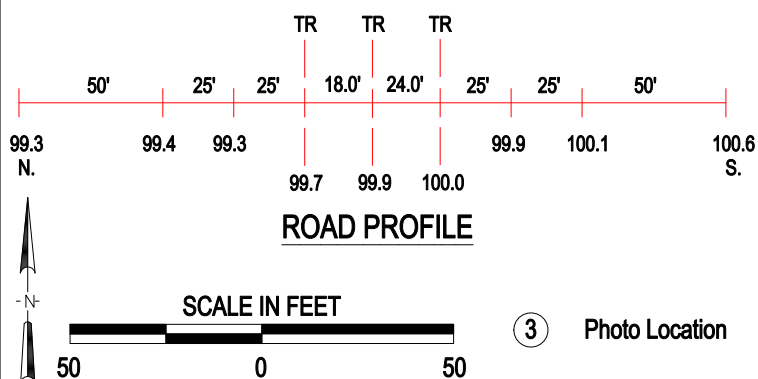 TR TR TR
50' 25' 25' 18.0' 24.0' 25' 25' 50'
99.3 99.4 99.3 99.9 100.1 100.6
N. S.
99.7 99.9 100.0
ROAD PROFILE
-N-
SCALE IN FEET
3 Photo Location
50 0 50